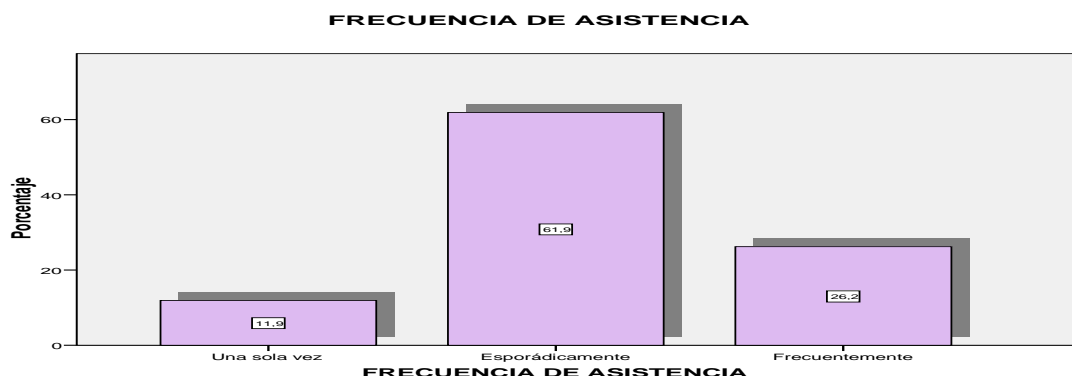 FRECUENCIA DE ASISTENCIA
Porcentaje
60
40
20
0
61,9
26,2
11,9
Una sola vez
Esporádicamente
Frecuentemente
FRECUENCIA DE ASISTENCIA